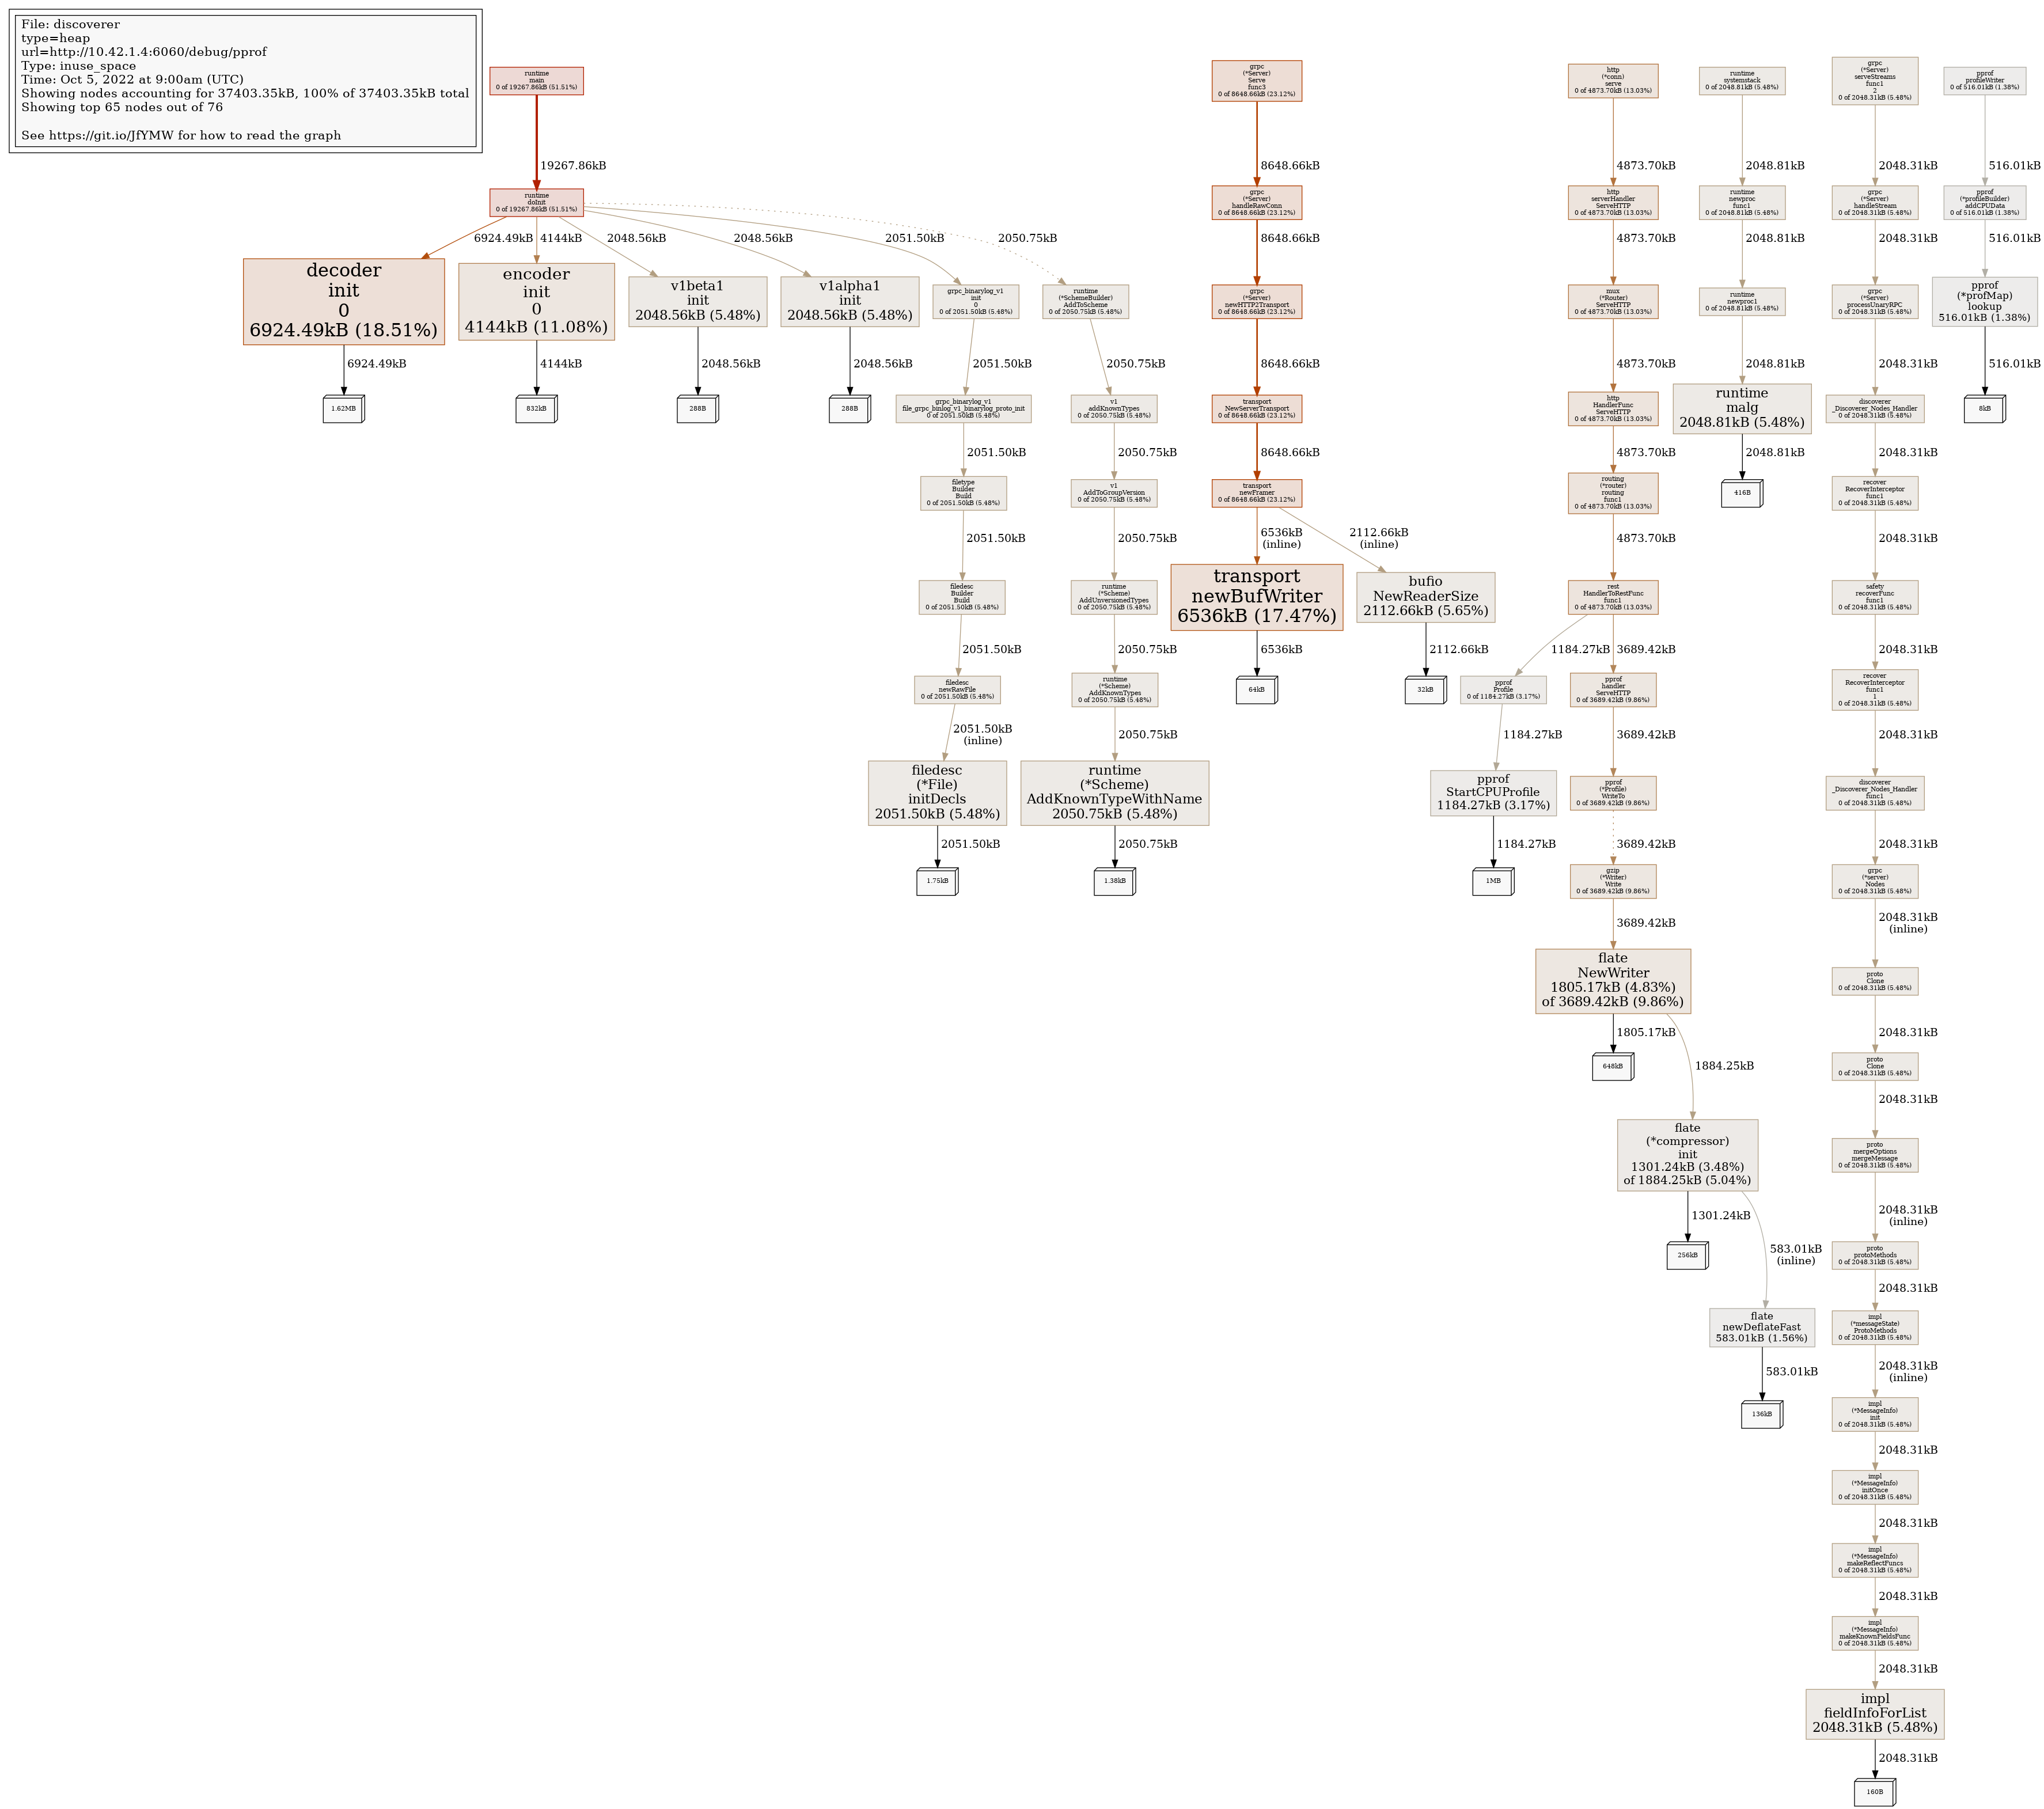 File: discoverer
type=heap
url=http://10.42.1.4:6060/debug/pprof
Type: inuse_space
Time: Oct 5, 2022 at 9:00am (UTC)
Showing nodes accounting for 37403.35kB, 100% of 37403.35kB total
Showing top 65 nodes out of 76
See https://git.io/JfYMW for how to read the graph
runtime
main
0 of 19267.86kB (51.51%)
19267.86kB
runtime
doInit
0 of 19267.86kB (51.51%)
6924.49kB
4144kB
2048.56kB
2048.56kB
2051.50kB
2050.75kB
decoder
init
0
6924.49kB (18.51%)
6924.49kB
1.62MB
encoder
init
0
4144kB (11.08%)
4144kB
832kB
v1beta1
init
2048.56kB (5.48%)
2048.56kB
288B
v1alpha1
init
2048.56kB (5.48%)
2048.56kB
288B
grpc_binarylog_v1
init
0
0 of 2051.50kB (5.48%)
2051.50kB
grpc_binarylog_v1
file_grpc_binlog_v1_binarylog_proto_init
0 of 2051.50kB (5.48%)
2051.50kB
filetype
Builder
Build
0 of 2051.50kB (5.48%)
2051.50kB
filedesc
Builder
Build
0 of 2051.50kB (5.48%)
2051.50kB
filedesc
newRawFile
0 of 2051.50kB (5.48%)
2051.50kB
(inline)
filedesc
(*File)
initDecls
2051.50kB (5.48%)
2051.50kB
1.75kB
runtime
(*SchemeBuilder)
AddToScheme
0 of 2050.75kB (5.48%)
2050.75kB
v1
addKnownTypes
0 of 2050.75kB (5.48%)
2050.75kB
v1
AddToGroupVersion
0 of 2050.75kB (5.48%)
2050.75kB
runtime
(*Scheme)
AddUnversionedTypes
0 of 2050.75kB (5.48%)
2050.75kB
runtime
(*Scheme)
AddKnownTypes
0 of 2050.75kB (5.48%)
2050.75kB
runtime
(*Scheme)
AddKnownTypeWithName
2050.75kB (5.48%)
2050.75kB
1.38kB
grpc
(*Server)
Serve
func3
0 of 8648.66kB (23.12%)
8648.66kB
grpc
(*Server)
handleRawConn
0 of 8648.66kB (23.12%)
8648.66kB
grpc
(*Server)
newHTTP2Transport
0 of 8648.66kB (23.12%)
8648.66kB
transport
NewServerTransport
0 of 8648.66kB (23.12%)
8648.66kB
transport
newFramer
0 of 8648.66kB (23.12%)
6536kB
(inline)
2112.66kB
(inline)
transport
newBufWriter
6536kB (17.47%)
6536kB
64kB
bufio
NewReaderSize
2112.66kB (5.65%)
2112.66kB
32kB
http
(*conn)
serve
0 of 4873.70kB (13.03%)
4873.70kB
http
serverHandler
ServeHTTP
0 of 4873.70kB (13.03%)
4873.70kB
mux
(*Router)
ServeHTTP
0 of 4873.70kB (13.03%)
4873.70kB
http
HandlerFunc
ServeHTTP
0 of 4873.70kB (13.03%)
4873.70kB
routing
(*router)
routing
func1
0 of 4873.70kB (13.03%)
4873.70kB
rest
HandlerToRestFunc
func1
0 of 4873.70kB (13.03%)
1184.27kB
3689.42kB
pprof
Profile
0 of 1184.27kB (3.17%)
1184.27kB
pprof
StartCPUProfile
1184.27kB (3.17%)
1184.27kB
1MB
pprof
handler
ServeHTTP
0 of 3689.42kB (9.86%)
3689.42kB
pprof
(*Profile)
WriteTo
0 of 3689.42kB (9.86%)
3689.42kB
gzip
(*Writer)
Write
0 of 3689.42kB (9.86%)
3689.42kB
flate
NewWriter
1805.17kB (4.83%)
of 3689.42kB (9.86%)
1805.17kB
648kB
1884.25kB
flate
(*compressor)
init
1301.24kB (3.48%)
of 1884.25kB (5.04%)
1301.24kB
256kB
583.01kB
(inline)
flate
newDeflateFast
583.01kB (1.56%)
583.01kB
136kB
runtime
systemstack
0 of 2048.81kB (5.48%)
2048.81kB
runtime
newproc
func1
0 of 2048.81kB (5.48%)
2048.81kB
runtime
newproc1
0 of 2048.81kB (5.48%)
2048.81kB
runtime
malg
2048.81kB (5.48%)
2048.81kB
416B
grpc
(*Server)
serveStreams
func1
2
0 of 2048.31kB (5.48%)
2048.31kB
grpc
(*Server)
handleStream
0 of 2048.31kB (5.48%)
2048.31kB
grpc
(*Server)
processUnaryRPC
0 of 2048.31kB (5.48%)
2048.31kB
discoverer
_Discoverer_Nodes_Handler
0 of 2048.31kB (5.48%)
2048.31kB
recover
RecoverInterceptor
func1
0 of 2048.31kB (5.48%)
2048.31kB
safety
recoverFunc
func1
0 of 2048.31kB (5.48%)
2048.31kB
recover
RecoverInterceptor
func1
1
0 of 2048.31kB (5.48%)
2048.31kB
discoverer
_Discoverer_Nodes_Handler
func1
0 of 2048.31kB (5.48%)
2048.31kB
grpc
(*server)
Nodes
0 of 2048.31kB (5.48%)
2048.31kB
(inline)
proto
Clone
0 of 2048.31kB (5.48%)
2048.31kB
proto
Clone
0 of 2048.31kB (5.48%)
2048.31kB
proto
mergeOptions
mergeMessage
0 of 2048.31kB (5.48%)
2048.31kB
(inline)
proto
protoMethods
0 of 2048.31kB (5.48%)
2048.31kB
impl
(*messageState)
ProtoMethods
0 of 2048.31kB (5.48%)
2048.31kB
(inline)
impl
(*MessageInfo)
init
0 of 2048.31kB (5.48%)
2048.31kB
impl
(*MessageInfo)
initOnce
0 of 2048.31kB (5.48%)
2048.31kB
impl
(*MessageInfo)
makeReflectFuncs
0 of 2048.31kB (5.48%)
2048.31kB
impl
(*MessageInfo)
makeKnownFieldsFunc
0 of 2048.31kB (5.48%)
2048.31kB
impl
fieldInfoForList
2048.31kB (5.48%)
2048.31kB
160B
pprof
profileWriter
0 of 516.01kB (1.38%)
516.01kB
pprof
(*profileBuilder)
addCPUData
0 of 516.01kB (1.38%)
516.01kB
pprof
(*profMap)
lookup
516.01kB (1.38%)
516.01kB
8kB